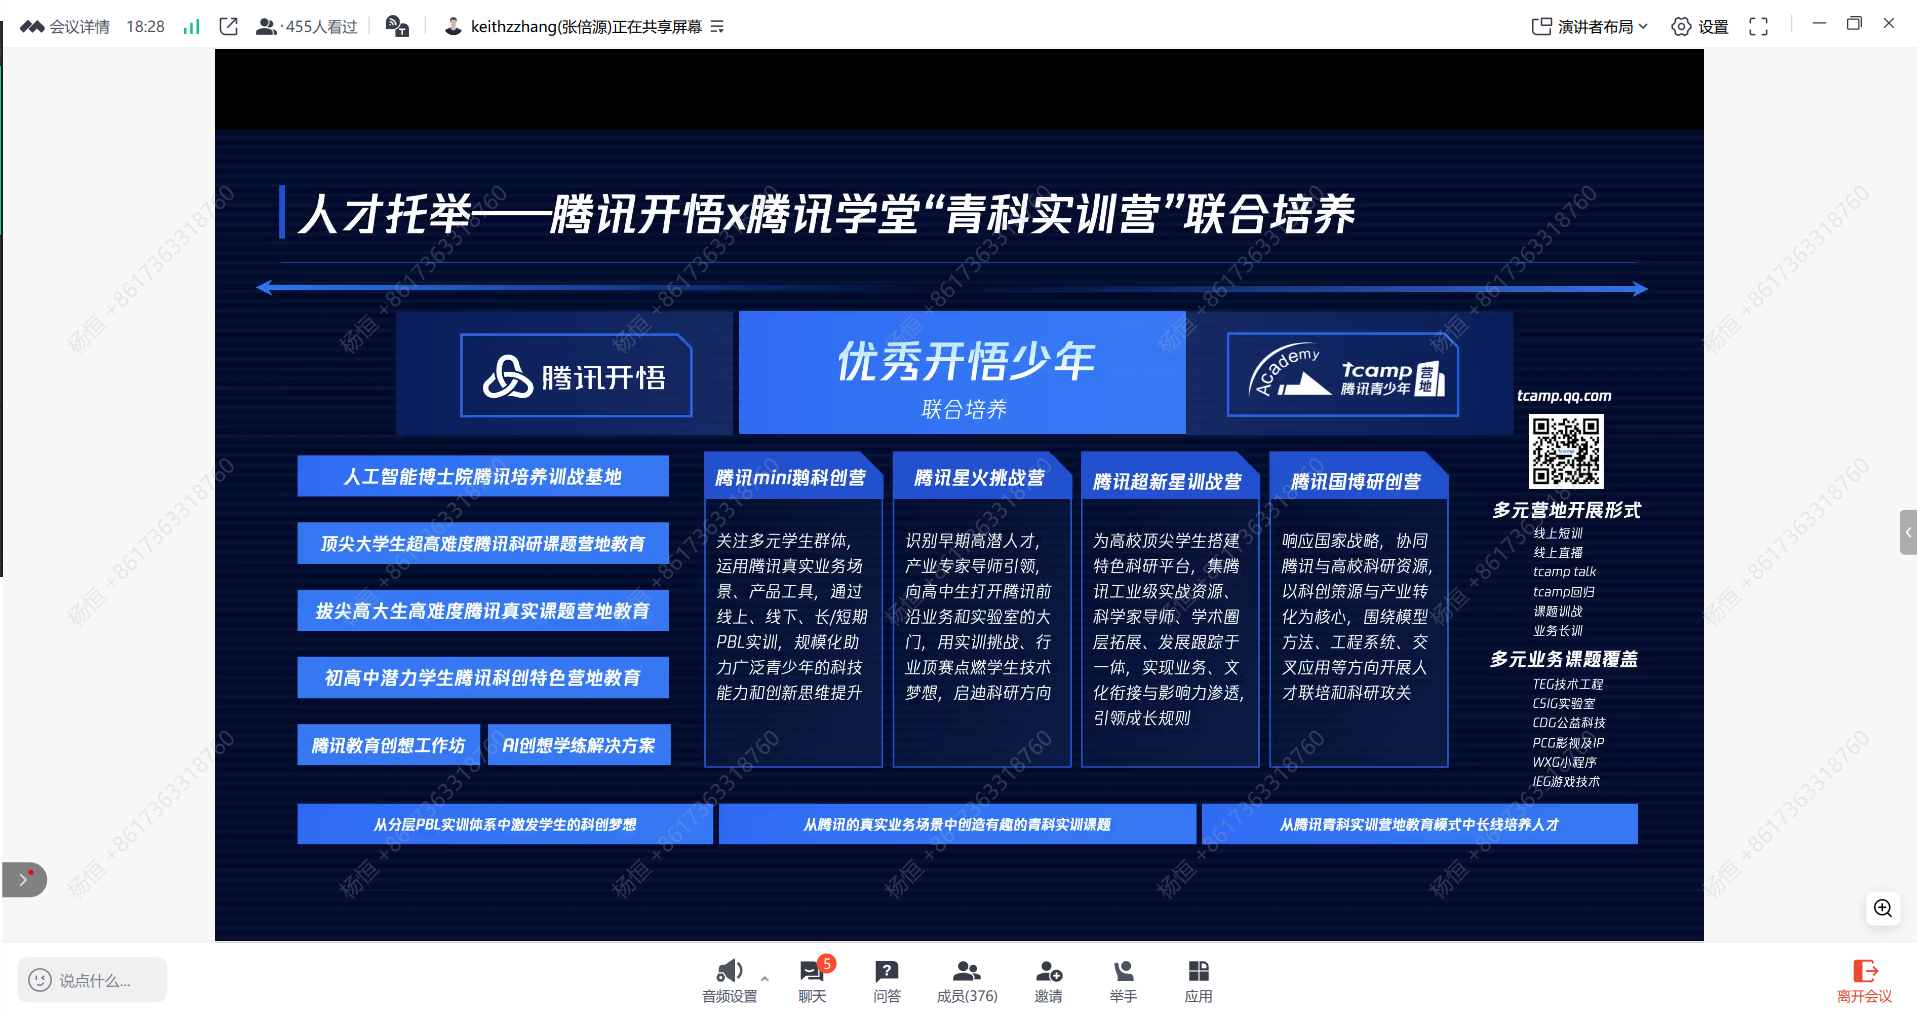 会议详情 18:28 ·455人看过 keithzzhang(张倍源)正在共享屏幕
演讲者布局 设置
人才托举——腾讯开悟x腾讯学堂“青科实训营”联合培养
腾讯开悟
优秀开悟少年
联合培养
Academy
Tcamp
腾讯青少年
营地
tcamp.qq.com
人工智能博士院腾讯培养训战基地
顶尖大学生超高难度腾讯科研课题营地教育
拔尖高大生高难度腾讯真实课题营地教育
初高中潜力学生腾讯科创特色营地教育
腾讯教育创想工作坊
AI创想学练解决方案
腾讯mini鹅科创营
关注多元学生群体，
运用腾讯真实业务场
景、产品工具，通过
线上、线下、长/短期
PBL实训，规模化助
力广泛青少年的科技
能力和创新思维提升
腾讯星火挑战营
识别早期高潜人才，
产业专家导师引领，
向高中生打开腾讯前
沿业务和实验室的大
门，用实训挑战、行
业顶赛点燃学生技术
梦想，启迪科研方向
腾讯超新星训战营
为高校顶尖学生搭建
特色科研平台，集腾
讯工业级实战资源、
科学家导师、学术圈
层拓展、发展跟踪于
一体，实现业务、文
化衔接与影响力渗透，
引领成长规则
腾讯国博研创营
响应国家战略，协同
腾讯与高校科研资源，
以科创策源与产业转
化为核心，围绕模型
方法、工程系统、交
叉应用等方向开展人
才联培和科研攻关
多元营地开展形式
线上短训
线上直播
tcamp talk
tcamp回归
课题训战
业务长训
多元业务课题覆盖
TEG技术工程
CSIG实验室
CDG公益科技
PCG影视及IP
WXG小程序
IEG游戏技术
从分层PBL实训体系中激发学生的科创梦想
从腾讯的真实业务场景中创造有趣的青科实训课题
从腾讯青科实训营地教育模式中长线培养人才
杨恒 +8617363318760
说点什么...
音频设置
5
聊天
问答
成员(376)
邀请
举手
应用
离开会议